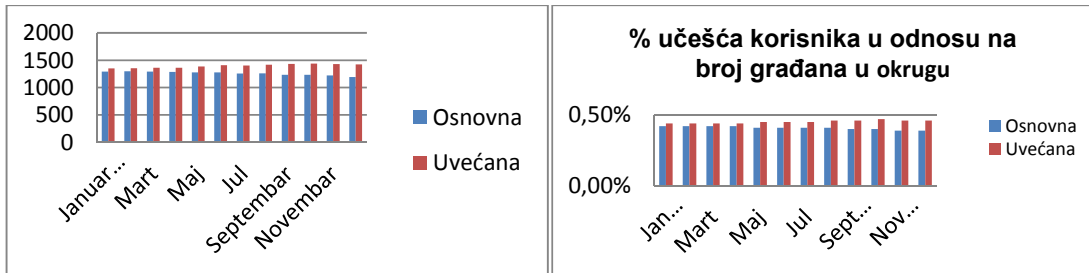 2000
1500
1000
500
0
Januar...
Mart
Maj
Jul
Septembar
Novembar
Osnovna
Uvećana
% učešća korisnika u odnosu na
broj građana u okrugu
0,50%
0,00%
Jan...
Mart
Maj
Jul
Sept...
Nov...
Osnovna
Uvećana